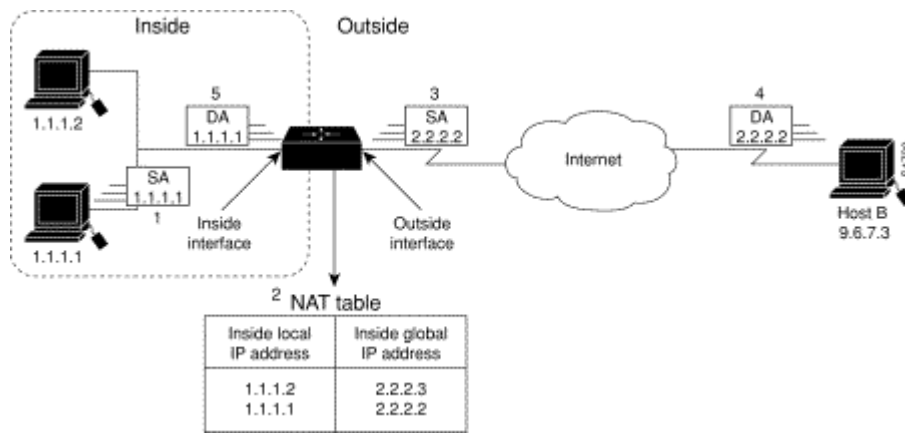 Inside
Outside
5
3
4
DA
1.1.1.1
SA
2.2.2.2
DA
2.2.2.2
1.1.1.2
Internet
SA
1.1.1.1
1
Inside
interface
Outside
interface
Host B
9.6.7.3
1.1.1.1
2
NAT table
Inside local
IP address
Inside global
IP address
1.1.1.2
2.2.2.3
1.1.1.1
2.2.2.2